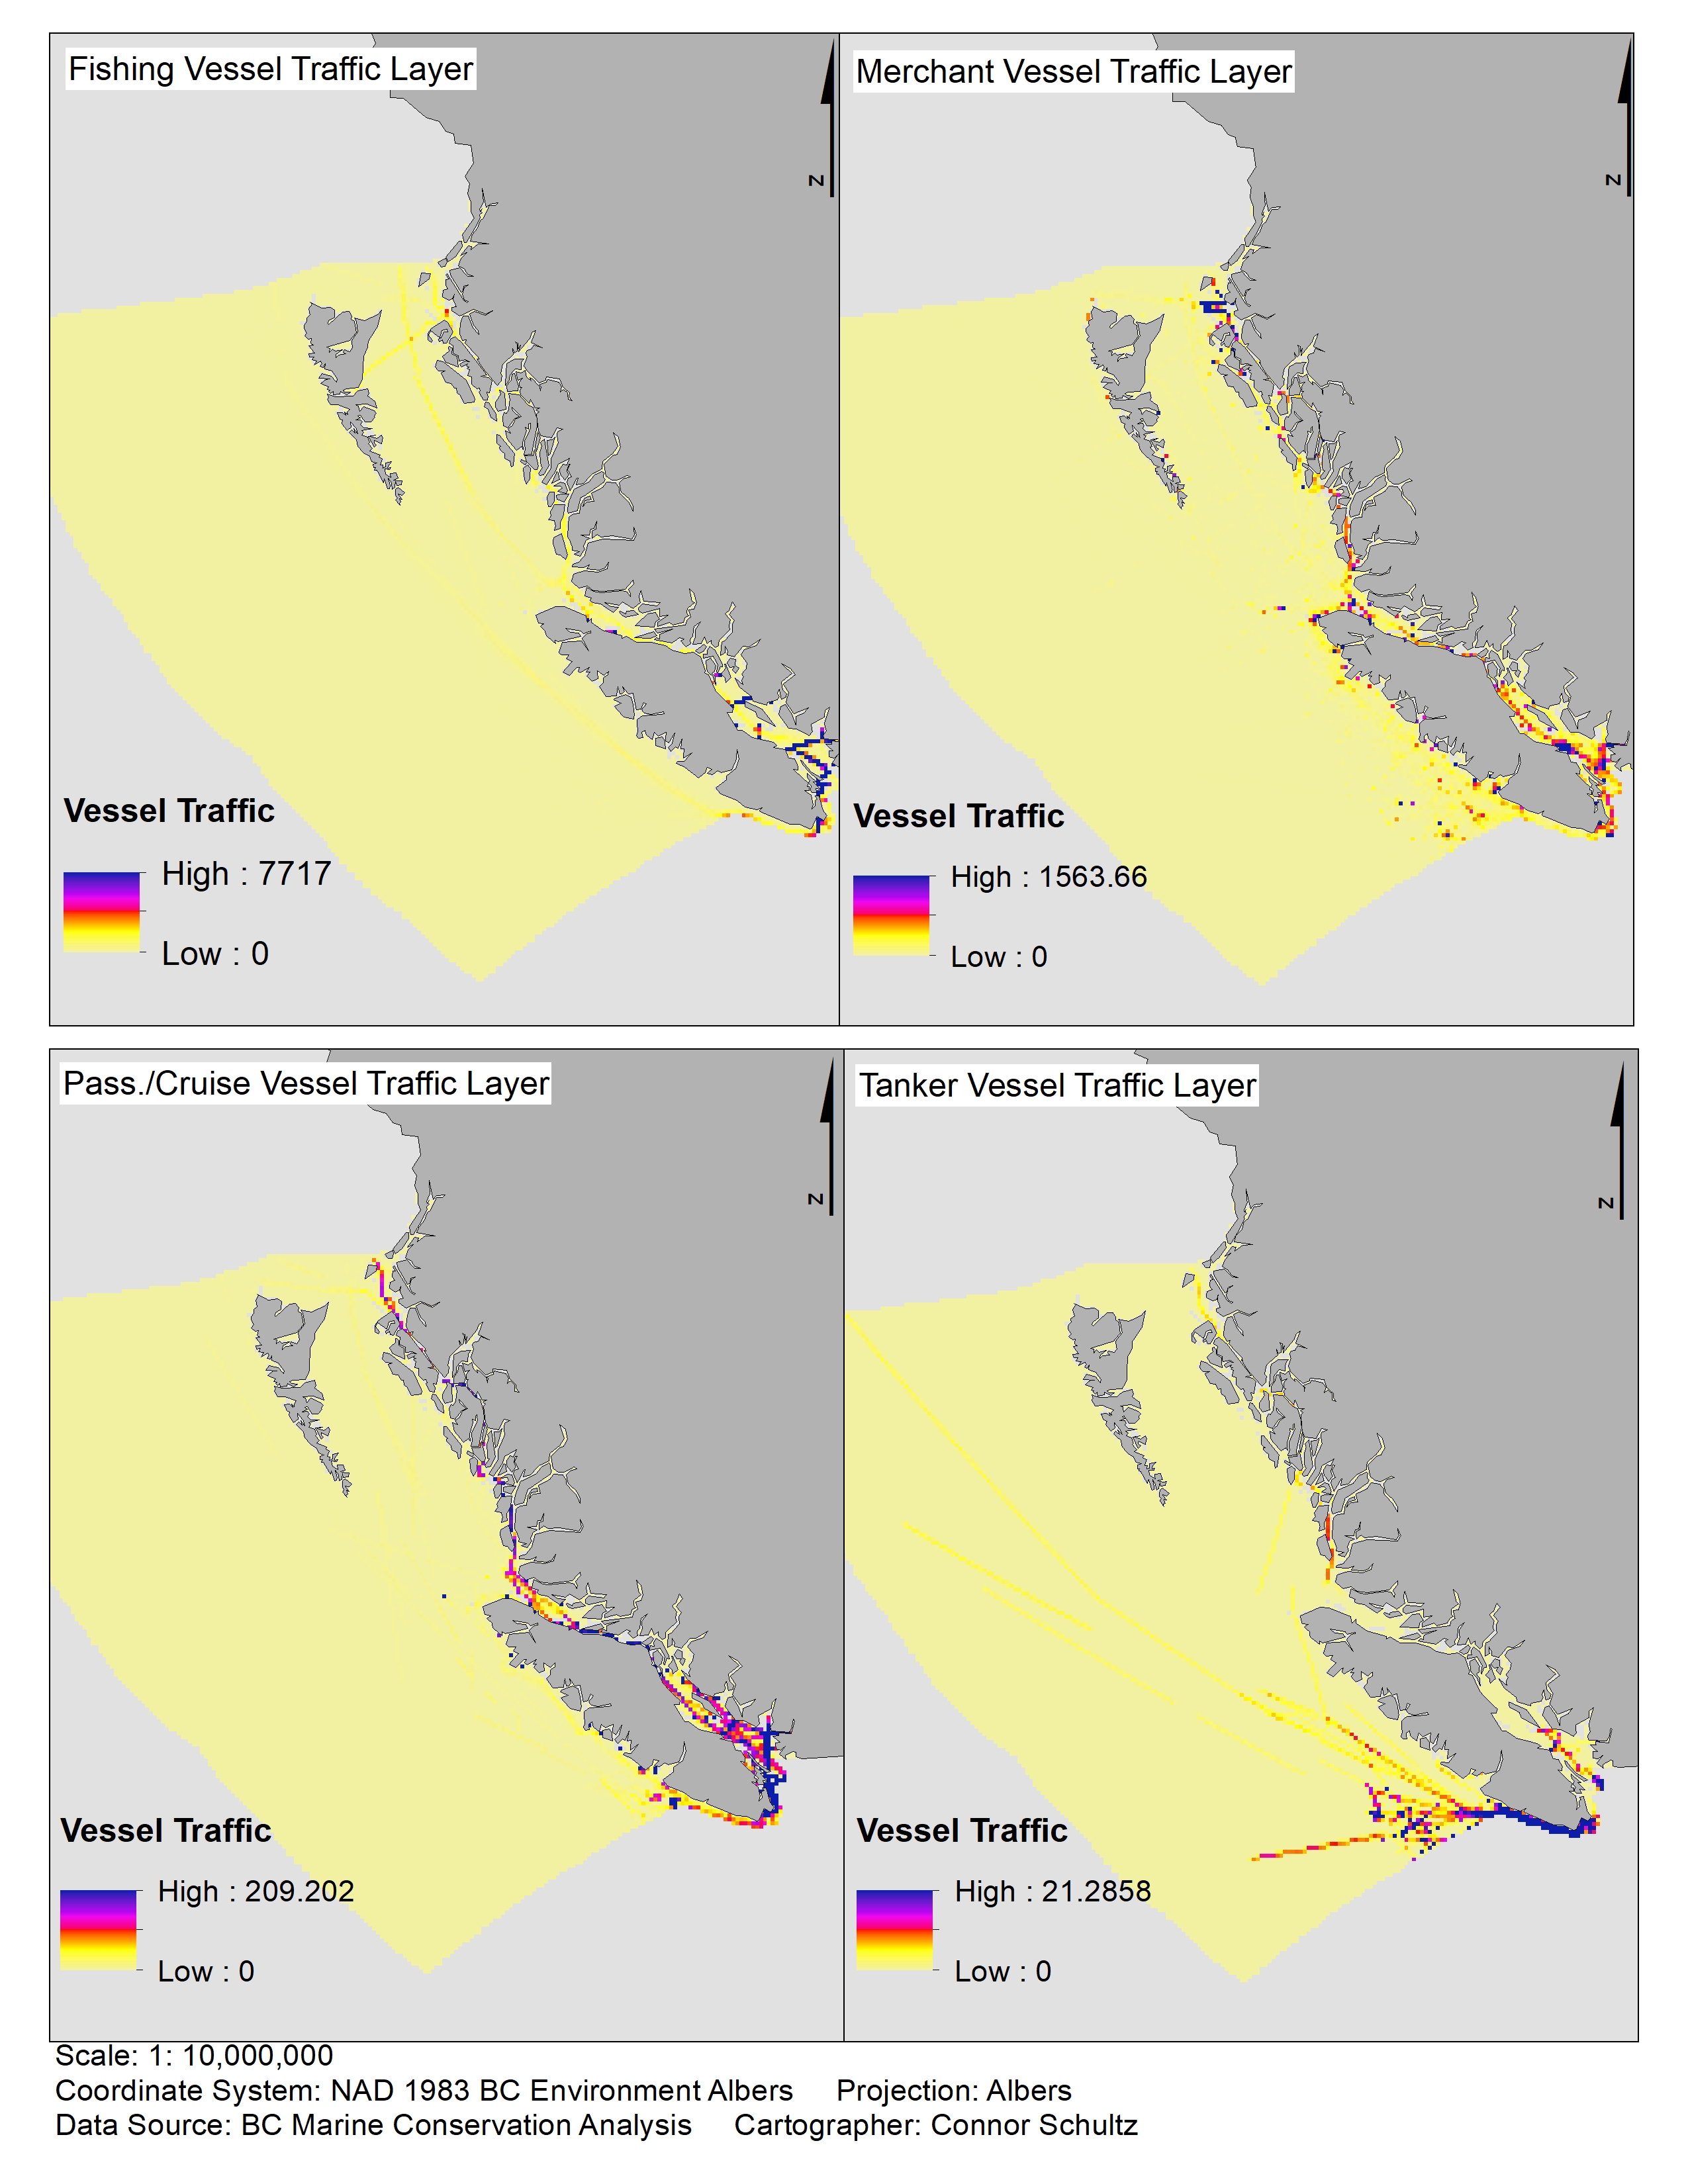 Fishing Vessel Traffic Layer
N
Vessel Traffic
High : 7717
Low : 0
Merchant Vessel Traffic Layer
N
Vessel Traffic
High : 1563.66
Low : 0
Pass./Cruise Vessel Traffic Layer
N
Vessel Traffic
High : 209.202
Low : 0
Tanker Vessel Traffic Layer
N
Vessel Traffic
High : 21.2858
Low : 0
Scale: 1: 10,000,000
Coordinate System: NAD 1983 BC Environment Albers Projection: Albers
Data Source: BC Marine Conservation Analysis Cartographer: Connor Schultz